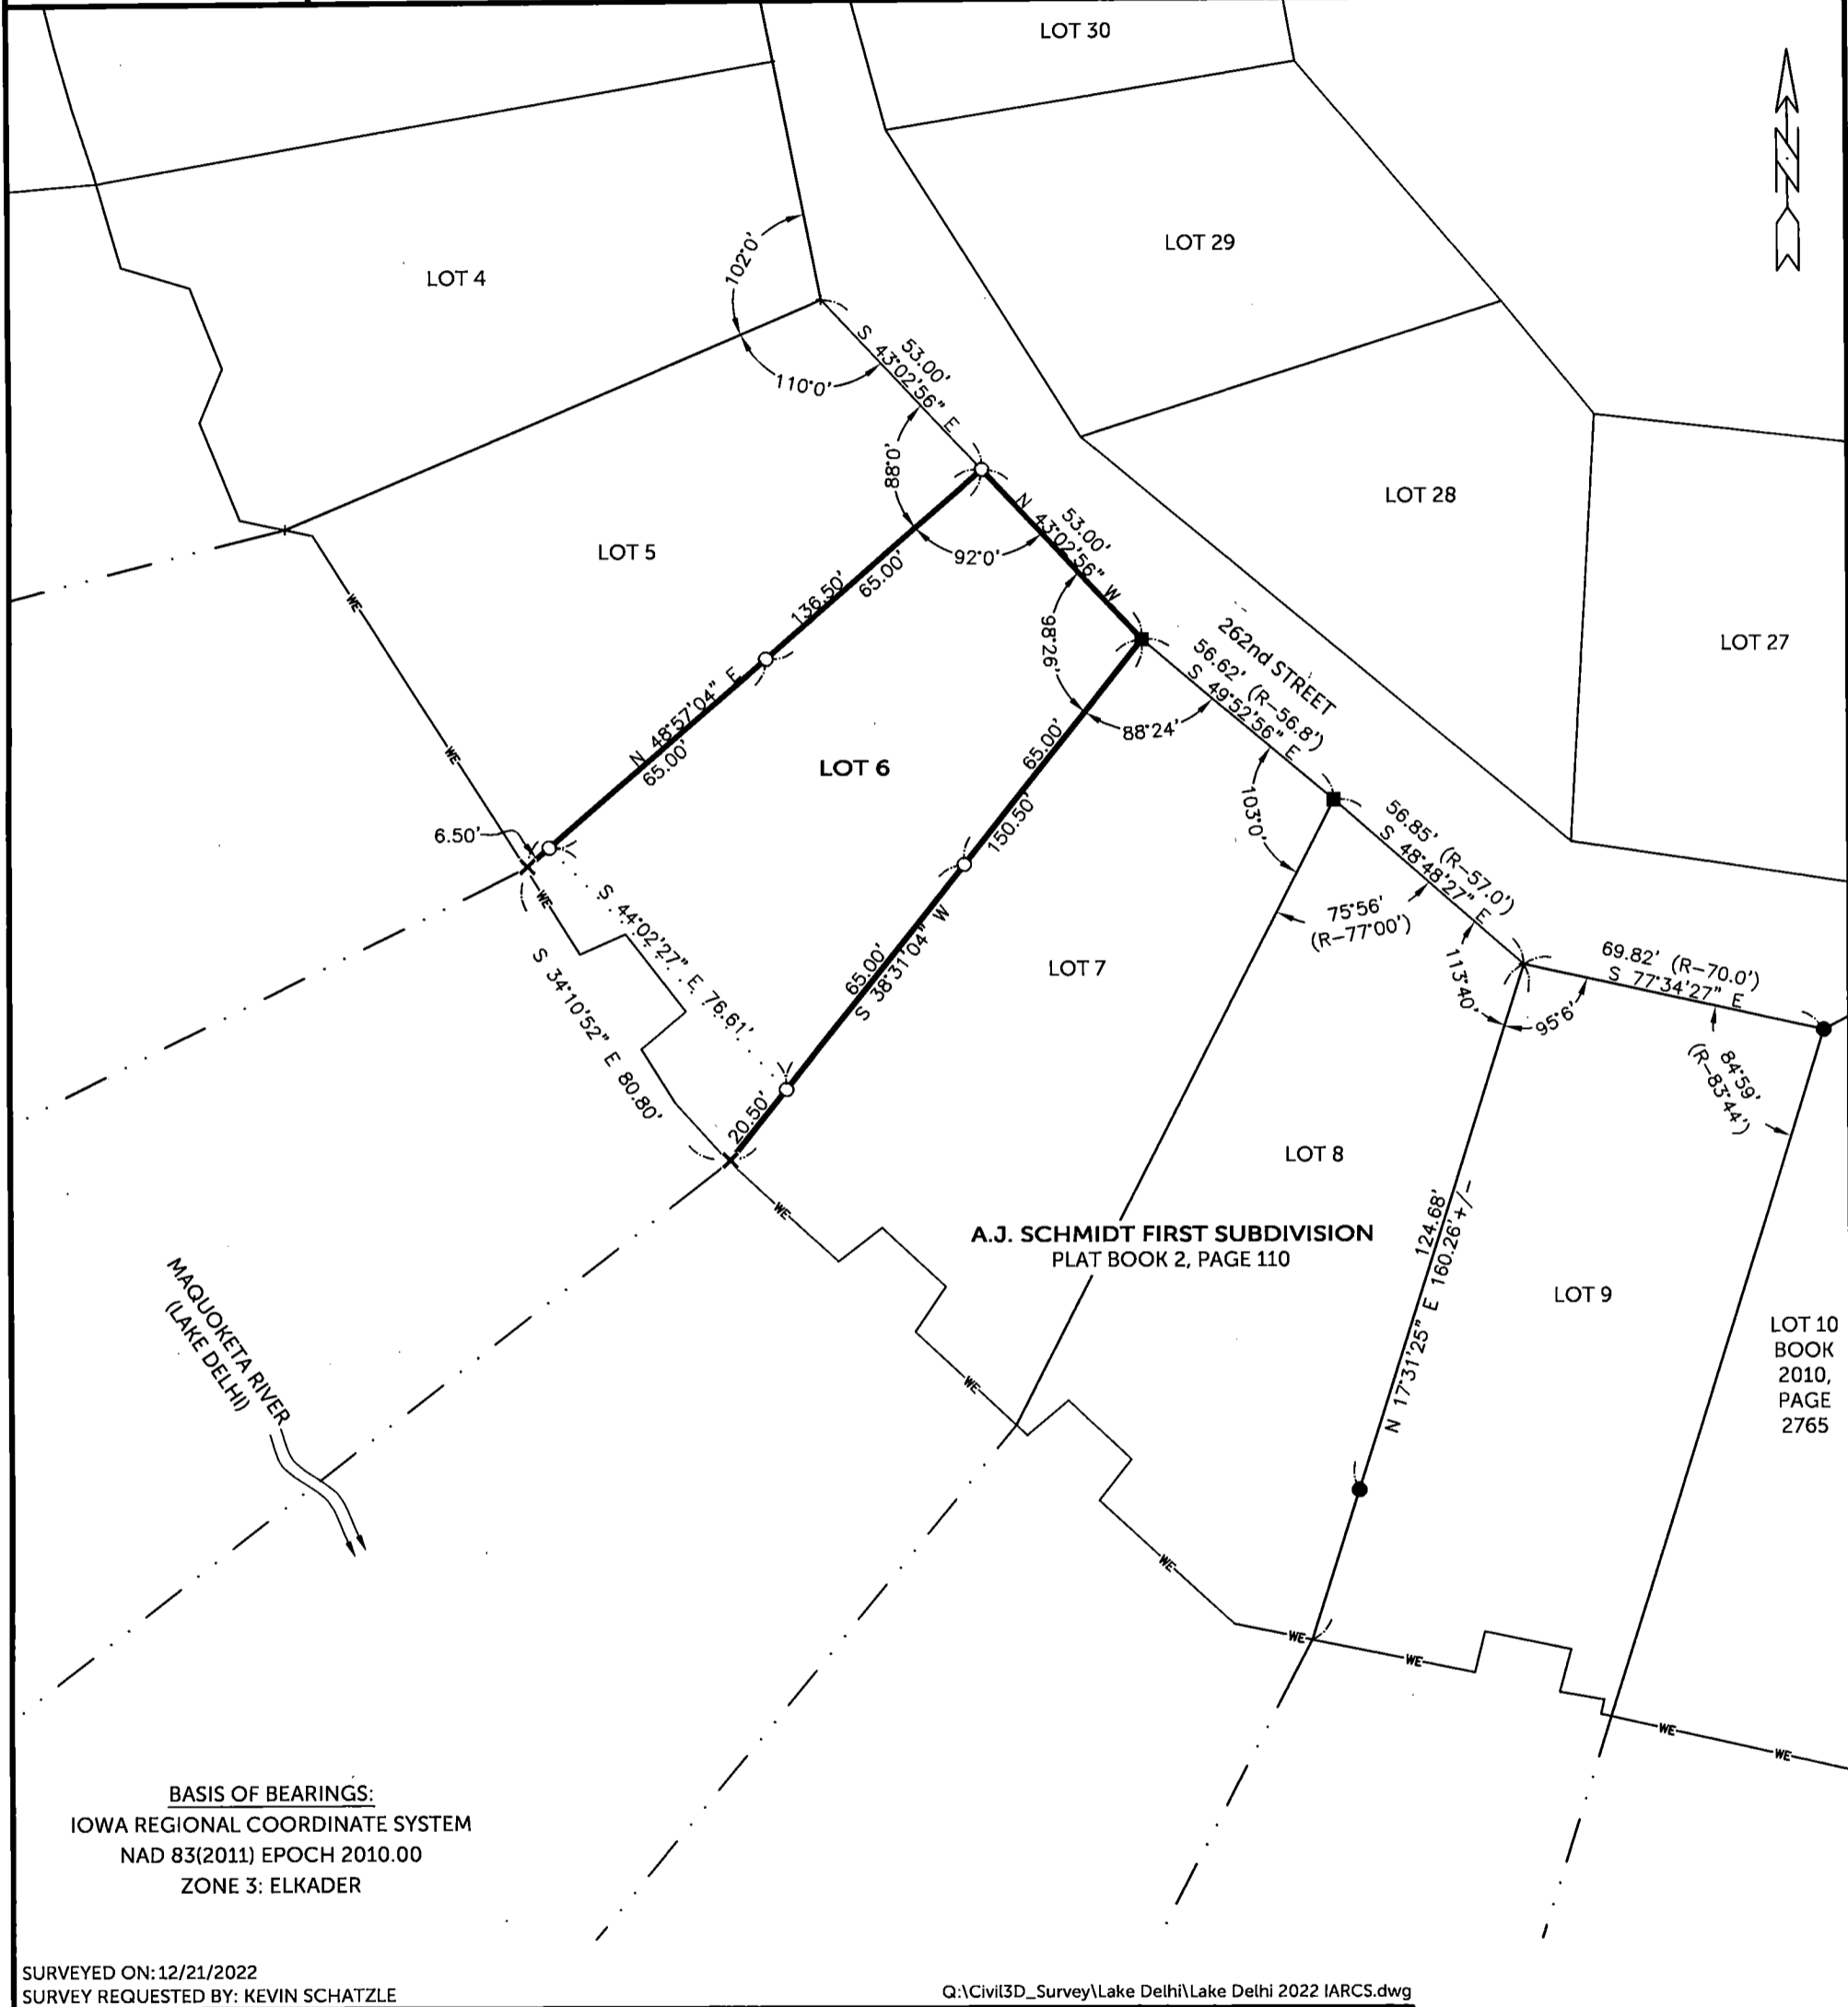 LOT 30
LOT 29
LOT 4
102°0'
110°0'
53.00'
S 43°02'56" E
88°0'
LOT 28
LOT 5
92°0'
53.00'
N 43°02'56" W
136.50'
65.00'
N 48°57'04" E
65.00'
98°26'
262nd STREET
56.62' (R-56.8')
S 49°52'56" E
LOT 27
88°24'
LOT 6
65.00'
150.50'
6.50'
103°0'
56.85' (R-57.0')
S 48°48'27" E
75°56'
(R-77°00')
S 44°02'27" E 76.61'
S 34°10'52" E 80.80'
65.00'
S 38°31'04" W
LOT 7
113°40'
69.82' (R-70.0')
S 77°34'27" E
95°6'
84°59'
(R-83°44')
20.50'
LOT 8
A.J. SCHMIDT FIRST SUBDIVISION
PLAT BOOK 2, PAGE 110
124.68'
N 17°31'25" E 160.26'+/-
LOT 9
LOT 10
BOOK
2010,
PAGE
2765
MAQUOKETA RIVER
(LAKE DELHI)
WE
WE
WE
WE
WE
WE
WE
WE
WE
WE
BASIS OF BEARINGS:
IOWA REGIONAL COORDINATE SYSTEM
NAD 83(2011) EPOCH 2010.00
ZONE 3: ELKADER
SURVEYED ON: 12/21/2022
SURVEY REQUESTED BY: KEVIN SCHATZLE
Q:\Civil3D_Survey\Lake Delhi\Lake Delhi 2022 IARCS.dwg
N